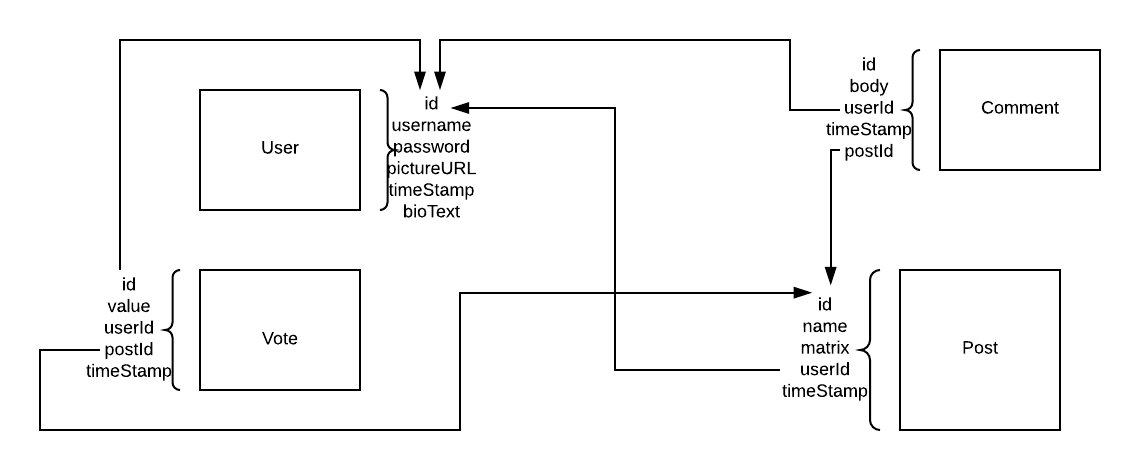 User
id
username
password
pictureURL
timeStamp
bioText
id
body
userId
timeStamp
postId
Comment
id
value
userId
postId
timeStamp
Vote
id
name
matrix
userId
timeStamp
Post